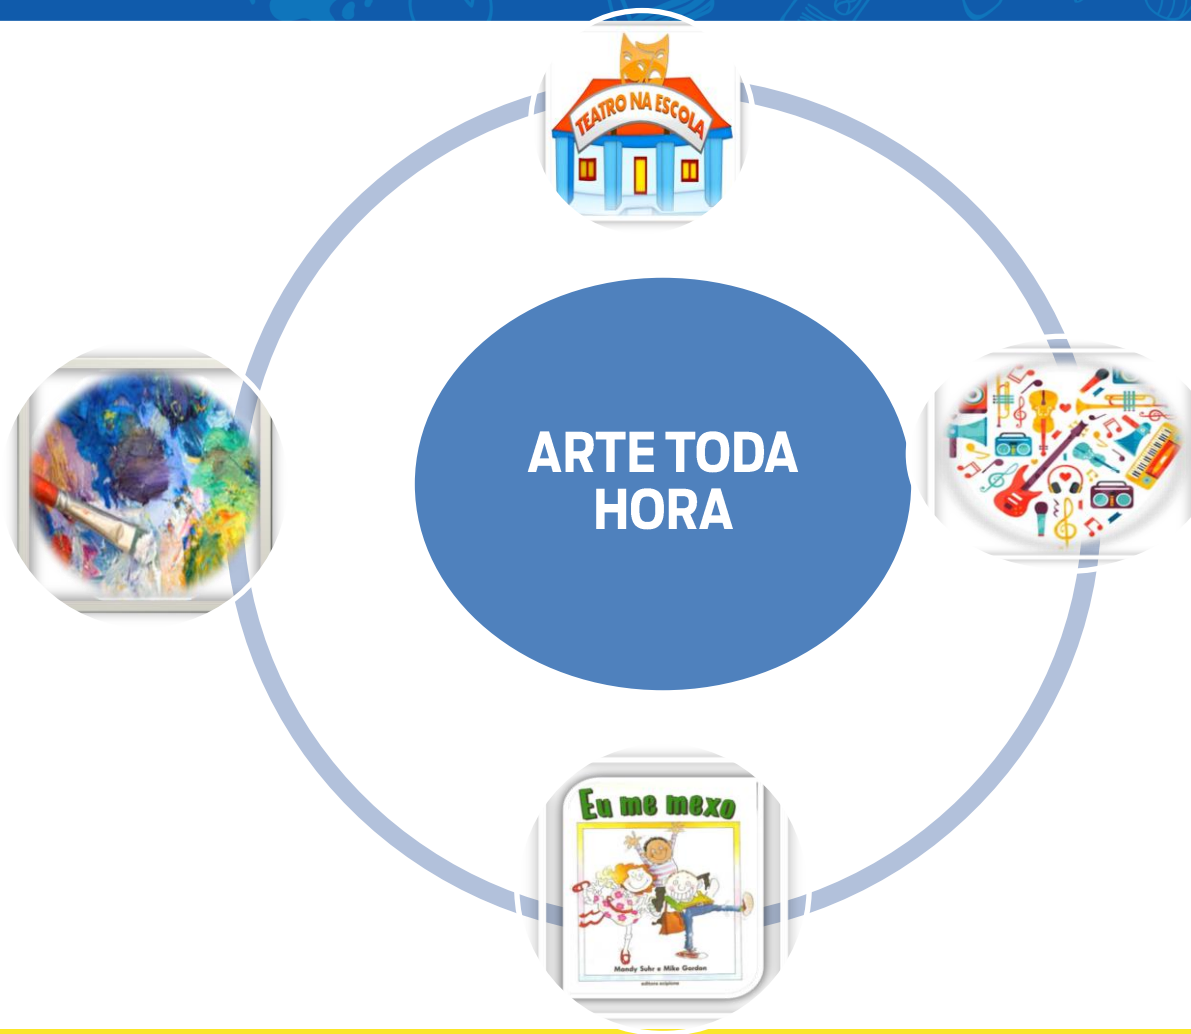 TEATRO NA ESCOLA
ARTE TODA
HORA
Eu me mexo
Mandy Suhr e Mike Gordon
editora scipione